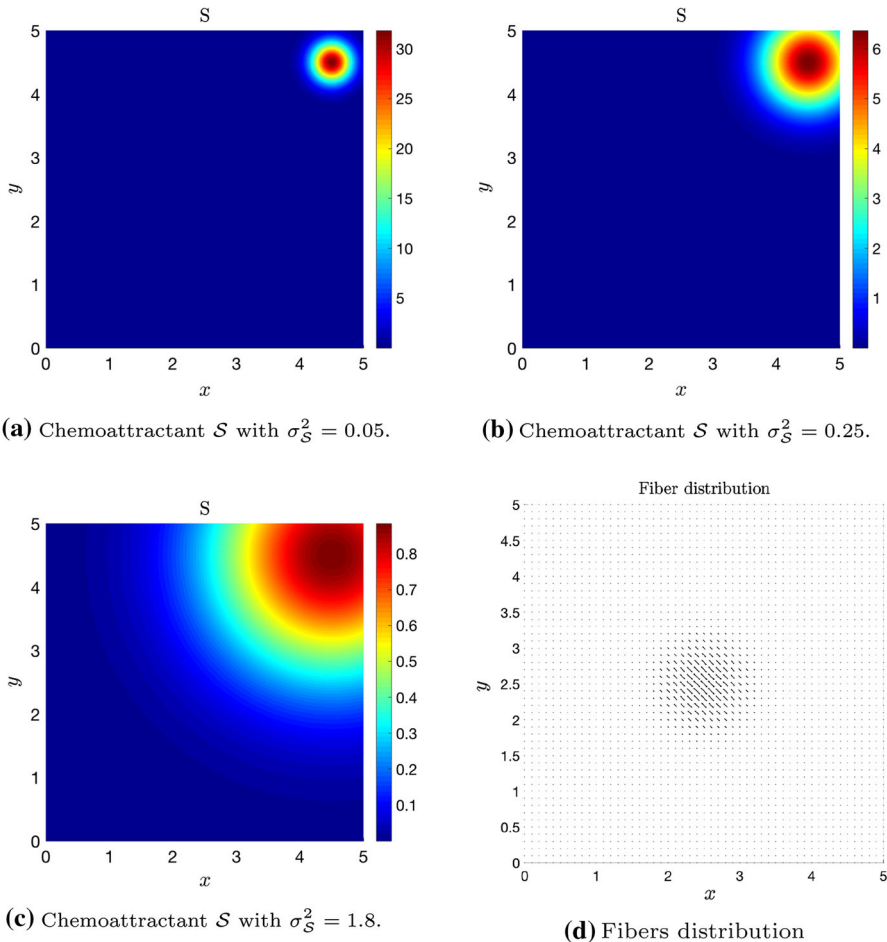 S
5
4
3
2
1
0
0 1 2 3 4 5
y
x
30
25
20
15
10
5
(a) Chemoattractant 𝒮 with σ²_𝒮 = 0.05.
S
5
4
3
2
1
0
0 1 2 3 4 5
y
x
6
5
4
3
2
1
(b) Chemoattractant 𝒮 with σ²_𝒮 = 0.25.
S
5
4
3
2
1
0
0 1 2 3 4 5
y
x
0.8
0.7
0.6
0.5
0.4
0.3
0.2
0.1
(c) Chemoattractant 𝒮 with σ²_𝒮 = 1.8.
Fiber distribution
5
4.5
4
3.5
3
2.5
2
1.5
1
0.5
0
0 1 2 3 4 5
y
x
(d) Fibers distribution